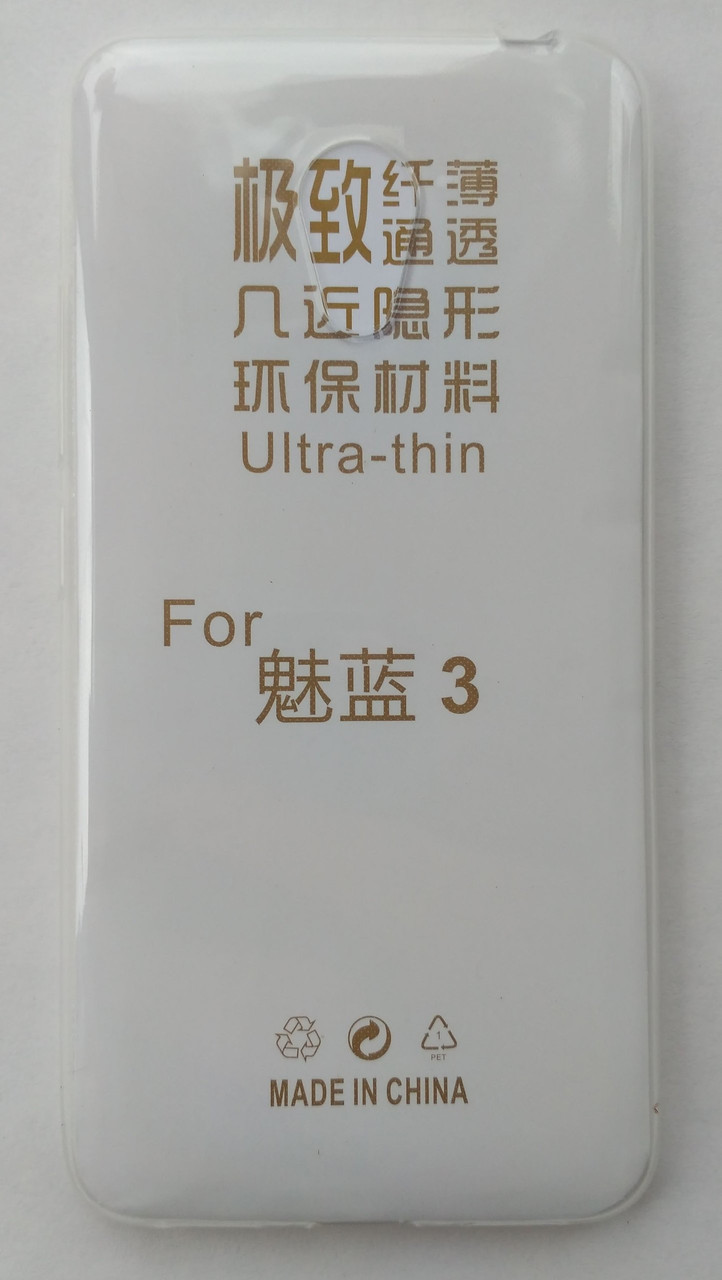 极致纤薄
通透
几近隐形
环保材料
Ultra-thin
For
魅蓝 3
1
PET
MADE IN CHINA